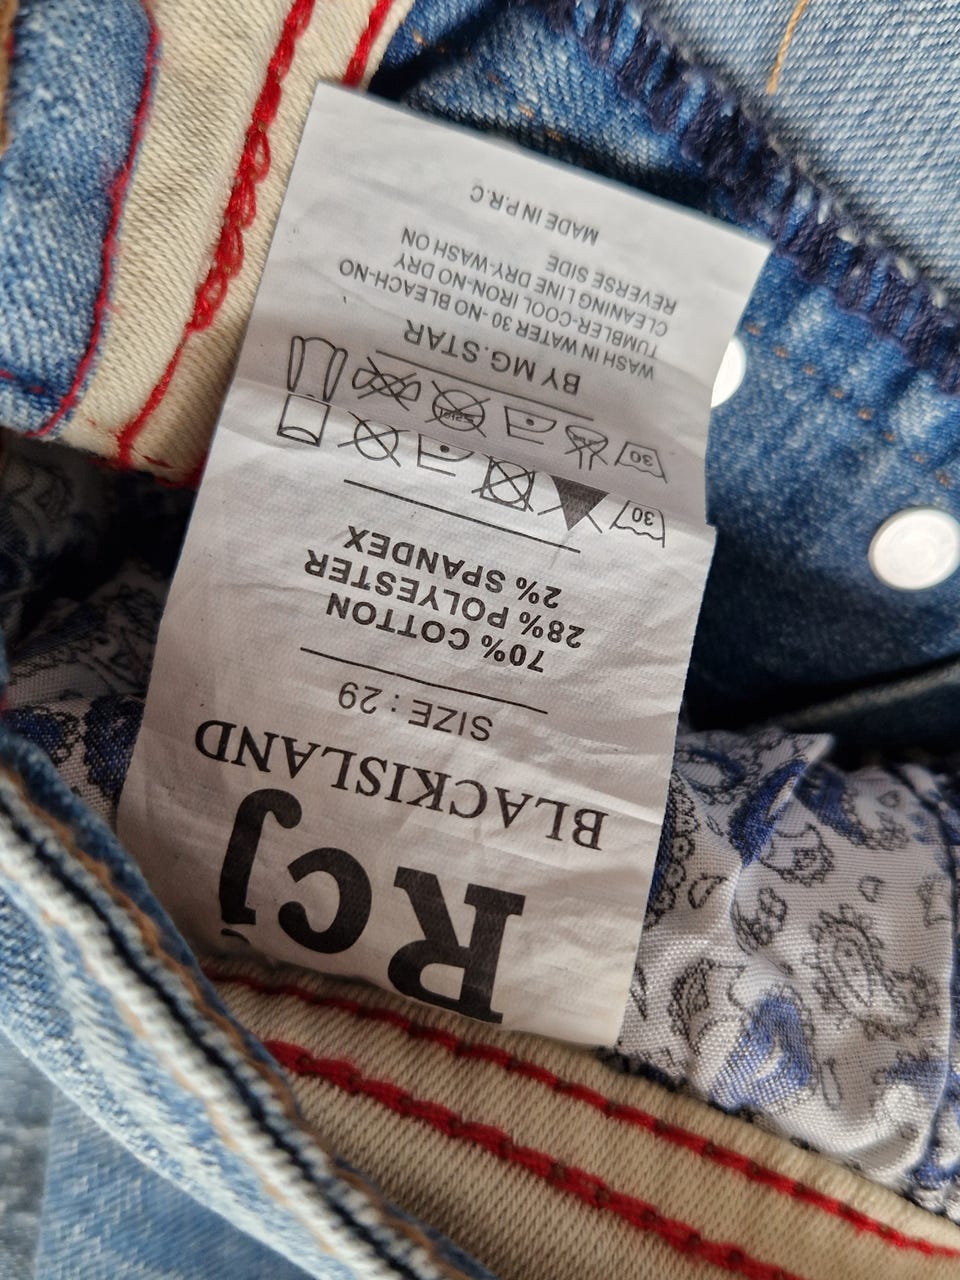 RCJ
BLACKISLAND
SIZE : 29
70% COTTON
28% POLYESTER
2% SPANDEX
30
30
BY MG.STAR
WASH IN WATER 30 - NO BLEACH-NO
TUMBLER-COOL IRON-NO DRY
CLEANING LINE DRY-WASH ON
REVERSE SIDE
MADE IN P.R.C